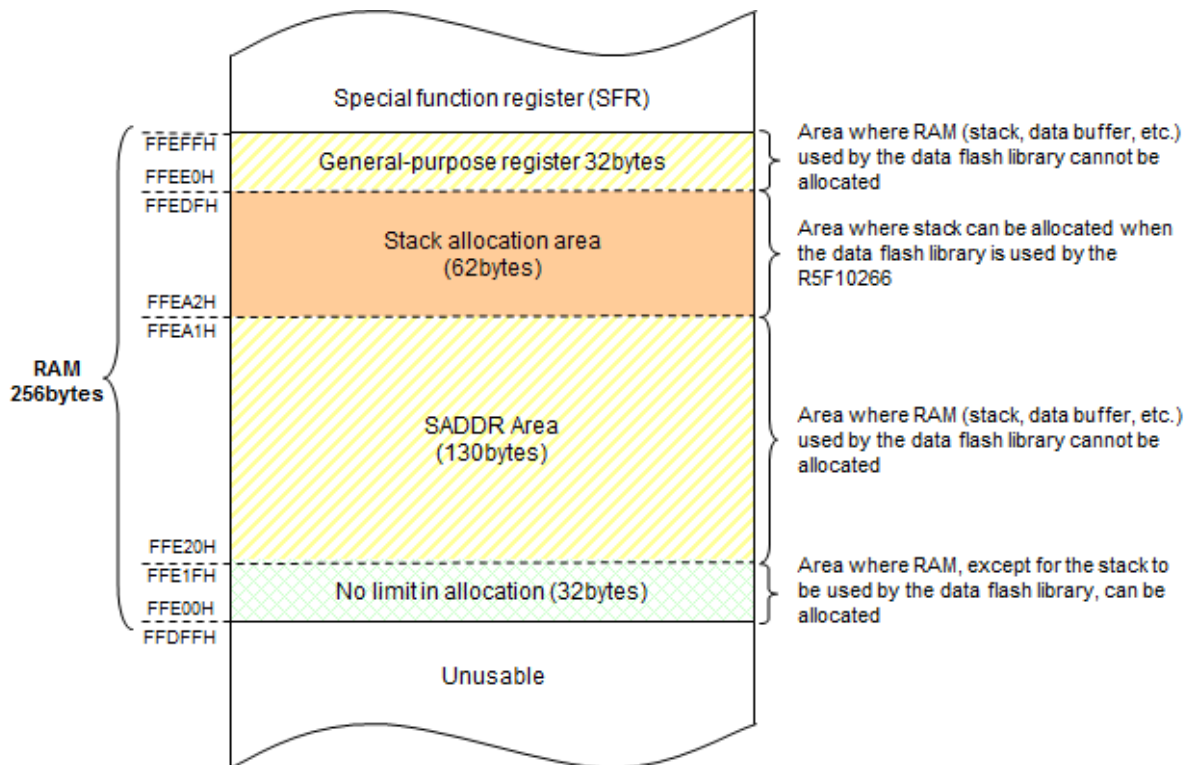 Special function register (SFR)
FFEFFH
General-purpose register 32bytes
FFEE0H
Area where RAM (stack, data buffer, etc.)
used by the data flash library cannot be
allocated
FFEDFH
Stack allocation area
(62bytes)
FFEA2H
Area where stack can be allocated when
the data flash library is used by the
R5F10266
FFEA1H
RAM
256bytes
SADDR Area
(130bytes)
FFE20H
Area where RAM (stack, data buffer, etc.)
used by the data flash library cannot be
allocated
FFE1FH
No limit in allocation (32bytes)
FFE00H
Area where RAM, except for the stack to
be used by the data flash library, can be
allocated
FFDFFH
Unusable